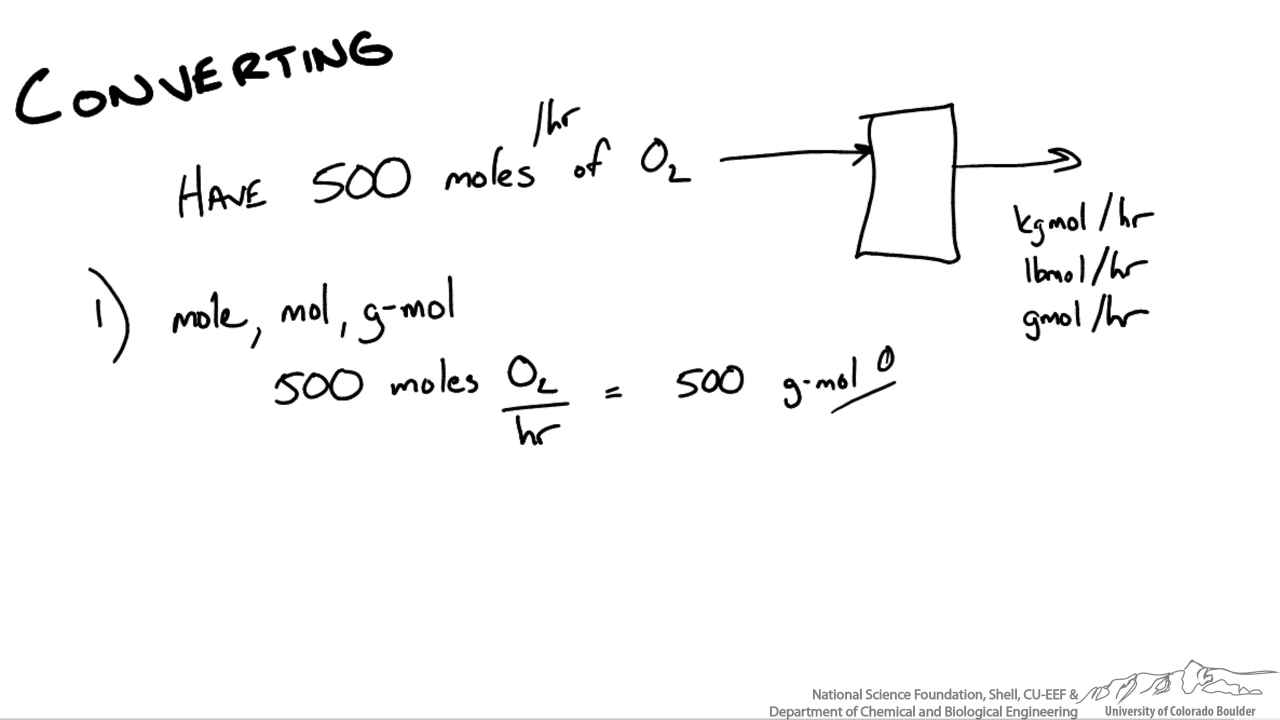 CONVERTING
HAVE 500 moles/hr of O₂
kgmol/hr
lbmol/hr
gmol/hr
1) mole, mol, g-mol
500 moles O₂/hr = 500 g-mol O
National Science Foundation, Shell, CU-EEF &
Department of Chemical and Biological Engineering
University of Colorado Boulder